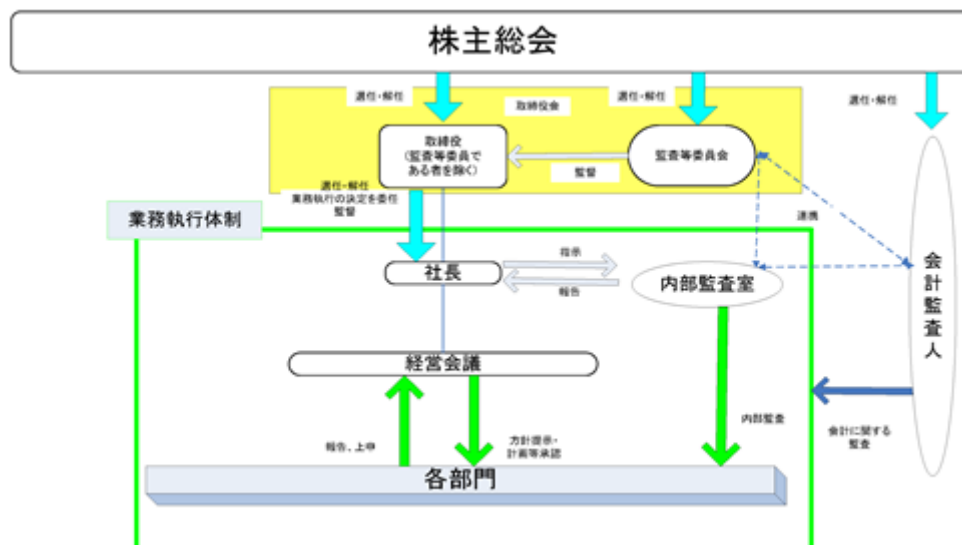 株主総会
選任・解任
取締役会
選任・解任
選任・解任
取締役
(監査等委員で
ある者を除く)
監査等委員会
監督
選任・解任
業務執行の決定を委任
監督
業務執行体制
連携
社長
指示
報告
内部監査室
会計監査人
経営会議
報告、上申
方針提示・
計画等承認
内部監査
会計に関する
監査
各部門